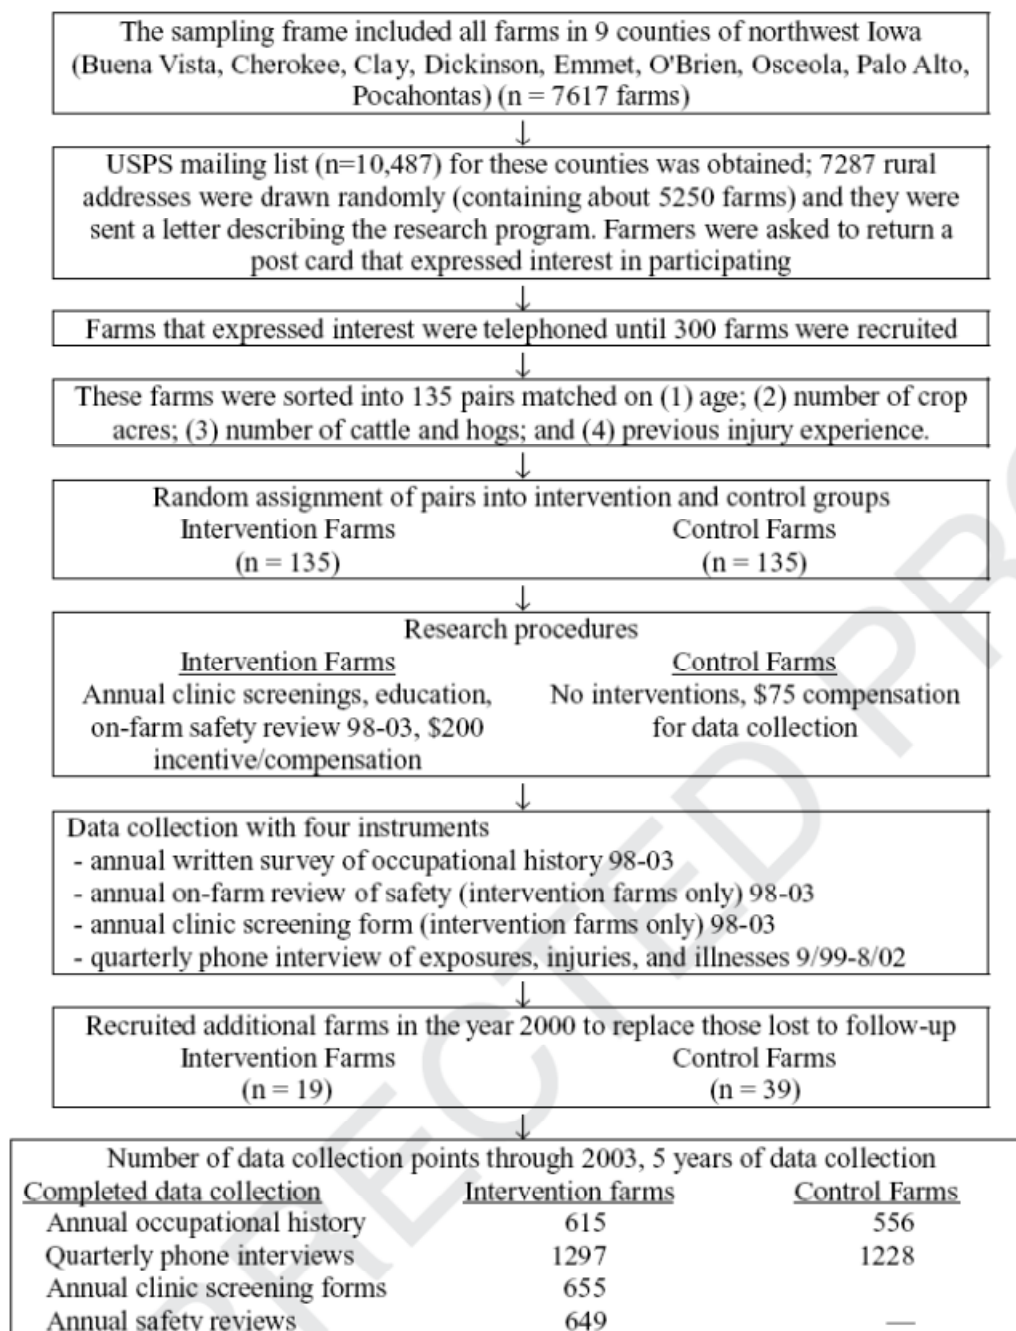 The sampling frame included all farms in 9 counties of northwest Iowa
(Buena Vista, Cherokee, Clay, Dickinson, Emmet, O'Brien, Osceola, Palo Alto,
Pocahontas) (n = 7617 farms)
↓
USPS mailing list (n=10,487) for these counties was obtained; 7287 rural
addresses were drawn randomly (containing about 5250 farms) and they were
sent a letter describing the research program. Farmers were asked to return a
post card that expressed interest in participating
↓
Farms that expressed interest were telephoned until 300 farms were recruited
↓
These farms were sorted into 135 pairs matched on (1) age; (2) number of crop
acres; (3) number of cattle and hogs; and (4) previous injury experience.
↓
Random assignment of pairs into intervention and control groups
Intervention Farms Control Farms
(n = 135) (n = 135)
↓
Research procedures
Intervention Farms Control Farms
Annual clinic screenings, education, No interventions, $75 compensation
on-farm safety review 98-03, $200 for data collection
incentive/compensation
↓
Data collection with four instruments
- annual written survey of occupational history 98-03
- annual on-farm review of safety (intervention farms only) 98-03
- annual clinic screening form (intervention farms only) 98-03
- quarterly phone interview of exposures, injuries, and illnesses 9/99-8/02
↓
Recruited additional farms in the year 2000 to replace those lost to follow-up
Intervention Farms Control Farms
(n = 19) (n = 39)
↓
Number of data collection points through 2003, 5 years of data collection
Completed data collection Intervention farms Control Farms
Annual occupational history 615 556
Quarterly phone interviews 1297 1228
Annual clinic screening forms 655
Annual safety reviews 649 —